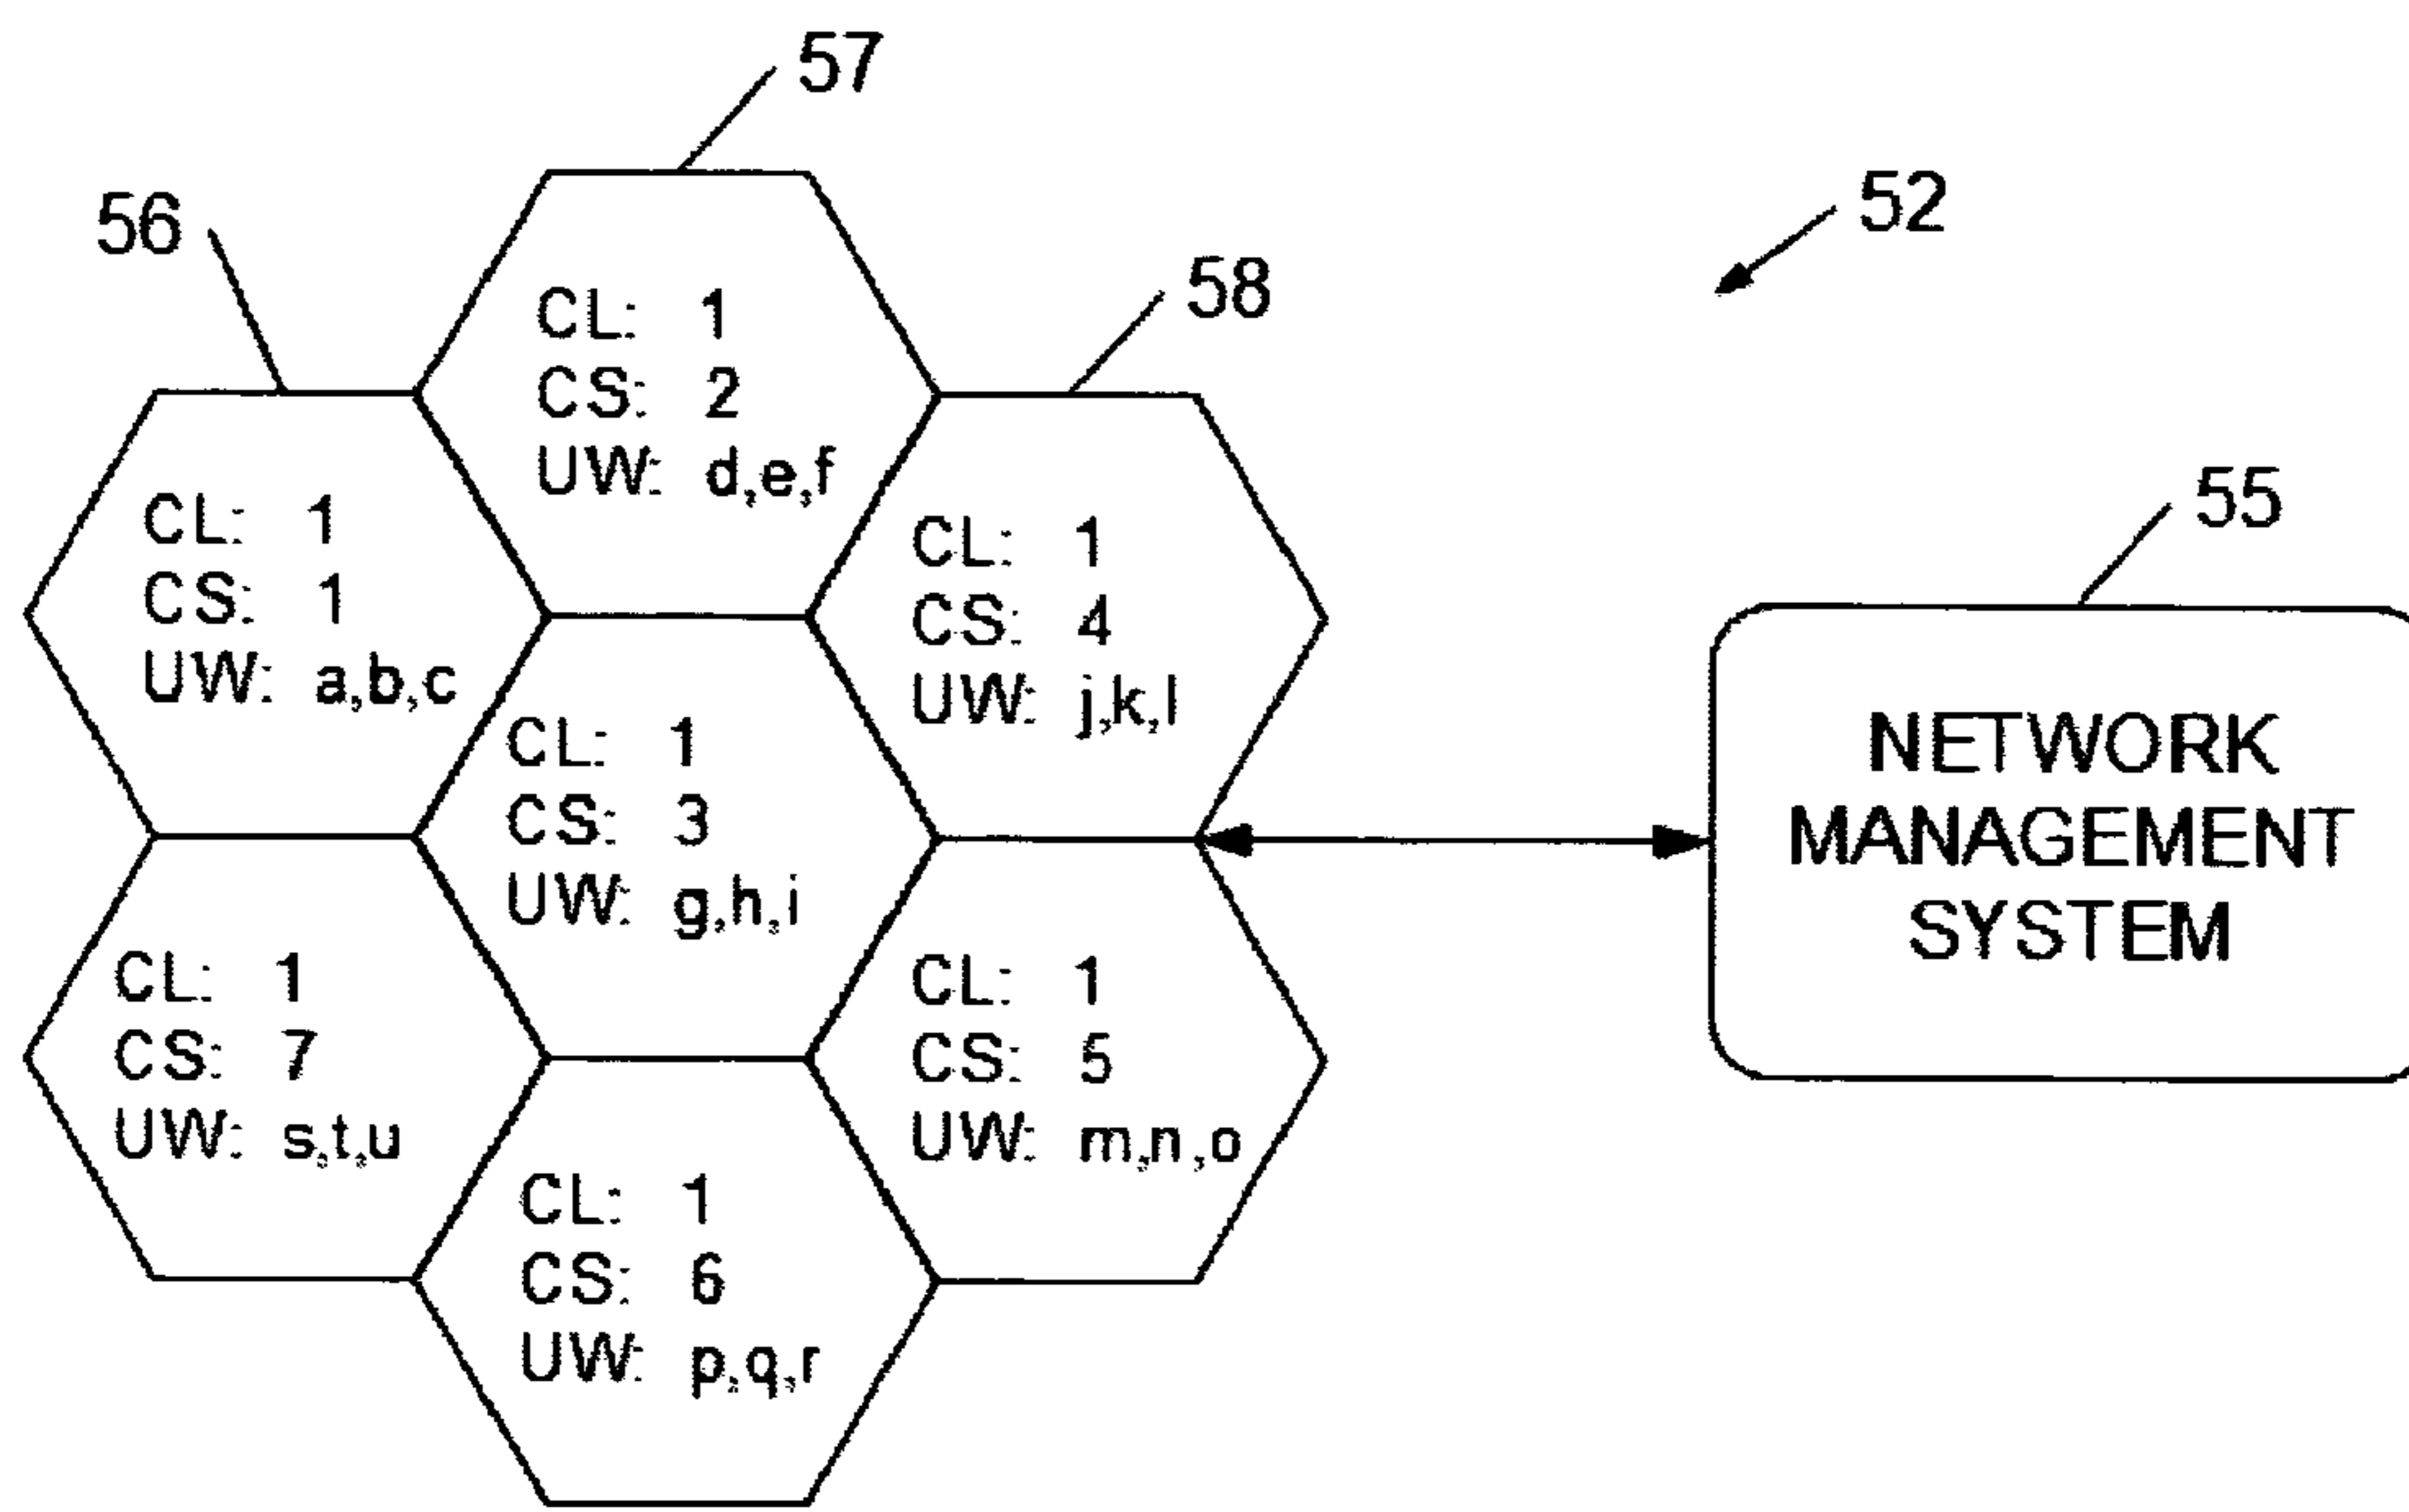 57
52
56
58
CL: 1
CS: 2
UW: d,e,f
55
CL: 1
CS: 1
UW: a,b,c
CL: 1
CS: 4
UW: j,k,l
CL: 1
CS: 3
UW: g,h,i
NETWORK
MANAGEMENT
SYSTEM
CL: 1
CS: 7
UW: s,t,u
CL: 1
CS: 5
UW: m,n,o
CL: 1
CS: 6
UW: p,q,r